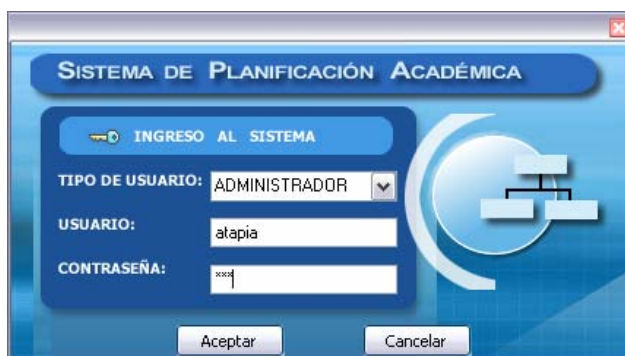 SISTEMA DE PLANIFICACIÓN ACADÉMICA
INGRESO AL SISTEMA
TIPO DE USUARIO: ADMINISTRADOR
USUARIO: atapia
CONTRASEÑA: ***
Aceptar Cancelar